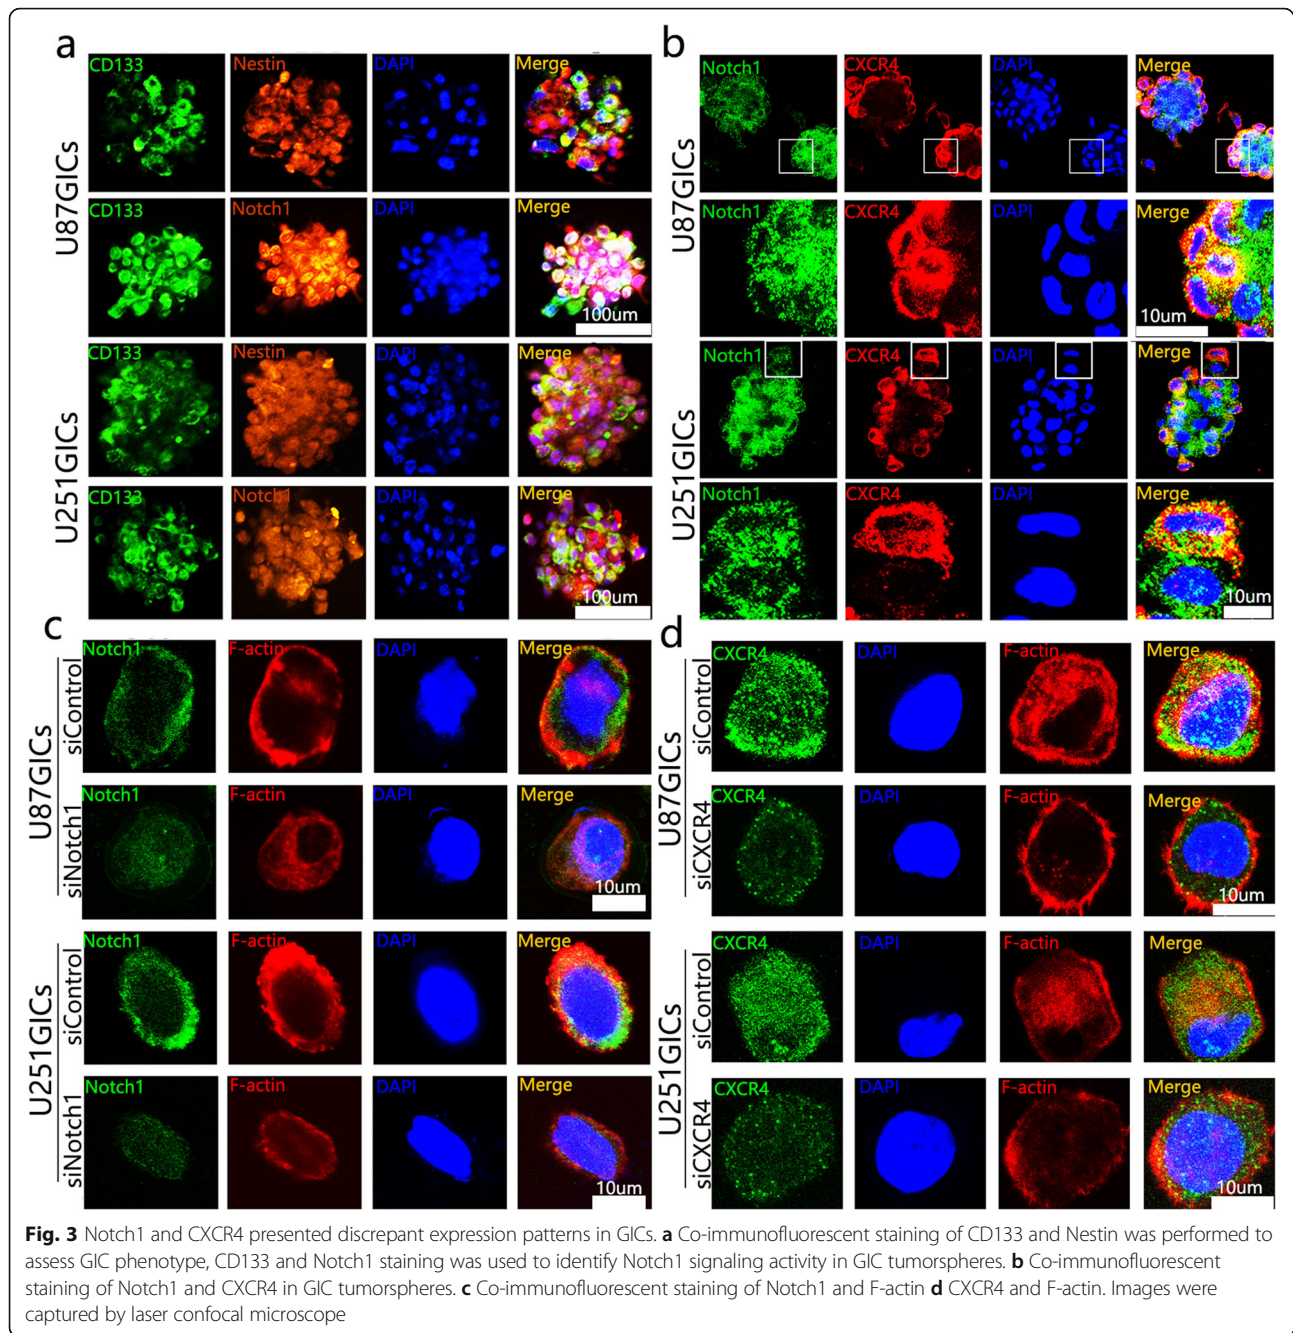 a
b
CD133 Nestin DAPI Merge
Notch1 CXCR4 DAPI Merge
U87GICs
U87GICs
CD133 Notch1 DAPI Merge
100um
Notch1 CXCR4 DAPI Merge
10um
CD133 Nestin DAPI Merge
Notch1 CXCR4 DAPI Merge
U251GICs
U251GICs
CD133 Notch1 DAPI Merge
100um
Notch1 CXCR4 DAPI Merge
10um
c
d
U87GICs
siControl
Notch1 F-actin DAPI Merge
siNotch1
Notch1 F-actin DAPI Merge
10um
U251GICs
siControl
Notch1 F-actin DAPI Merge
siNotch1
Notch1 F-actin DAPI Merge
10um
U87GICs
siControl
CXCR4 DAPI F-actin Merge
siCXCR4
CXCR4 DAPI F-actin Merge
10um
U251GICs
siControl
CXCR4 DAPI F-actin Merge
siCXCR4
CXCR4 DAPI F-actin Merge
10um
Fig. 3 Notch1 and CXCR4 presented discrepant expression patterns in GICs. a Co-immunofluorescent staining of CD133 and Nestin was performed to
assess GIC phenotype, CD133 and Notch1 staining was used to identify Notch1 signaling activity in GIC tumorspheres. b Co-immunofluorescent
staining of Notch1 and CXCR4 in GIC tumorspheres. c Co-immunofluorescent staining of Notch1 and F-actin d CXCR4 and F-actin. Images were
captured by laser confocal microscope